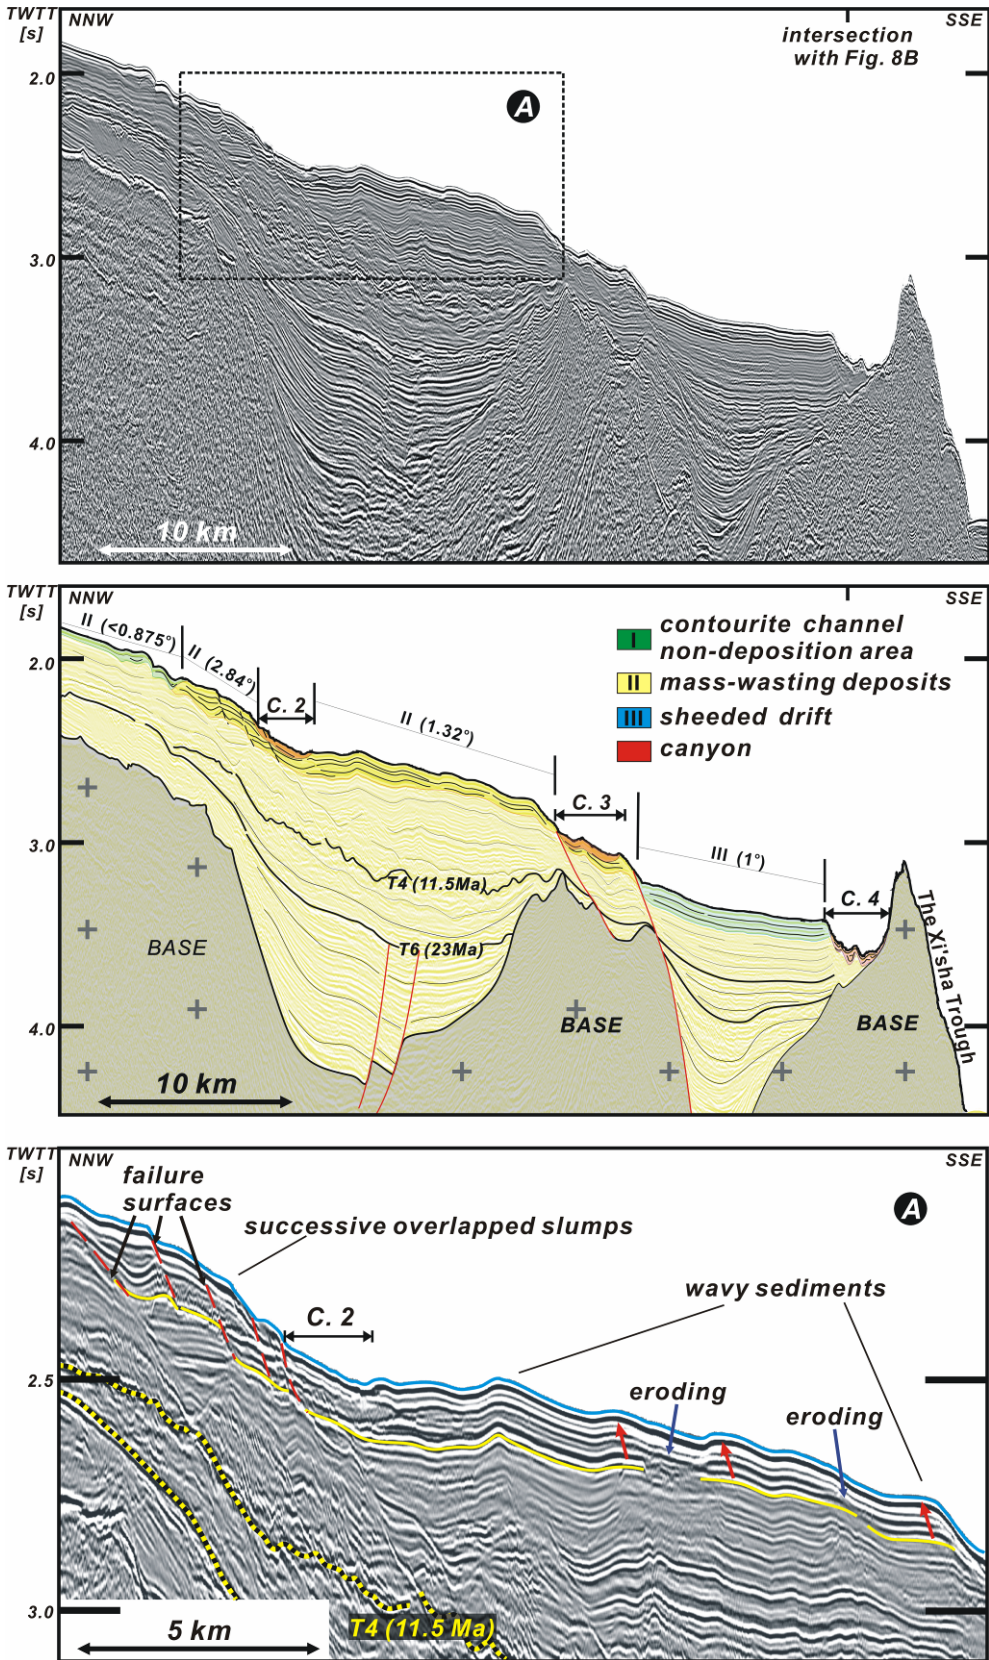 TWTT
[s]
NNW
SSE
intersection
with Fig. 8B
A
2.0
3.0
4.0
10 km
TWTT
[s]
NNW
SSE
II (<0.875°)
II (2.84°)
C. 2
II (1.32°)
C. 3
III (1°)
C. 4
I contourite channel
non-deposition area
II mass-wasting deposits
III sheeded drift
canyon
2.0
3.0
4.0
T4 (11.5Ma)
T6 (23Ma)
BASE
BASE
BASE
The Xi'sha Trough
10 km
TWTT
[s]
NNW
SSE
failure
surfaces
A
successive overlapped slumps
wavy sediments
C. 2
eroding
eroding
2.5
3.0
T4 (11.5 Ma)
5 km